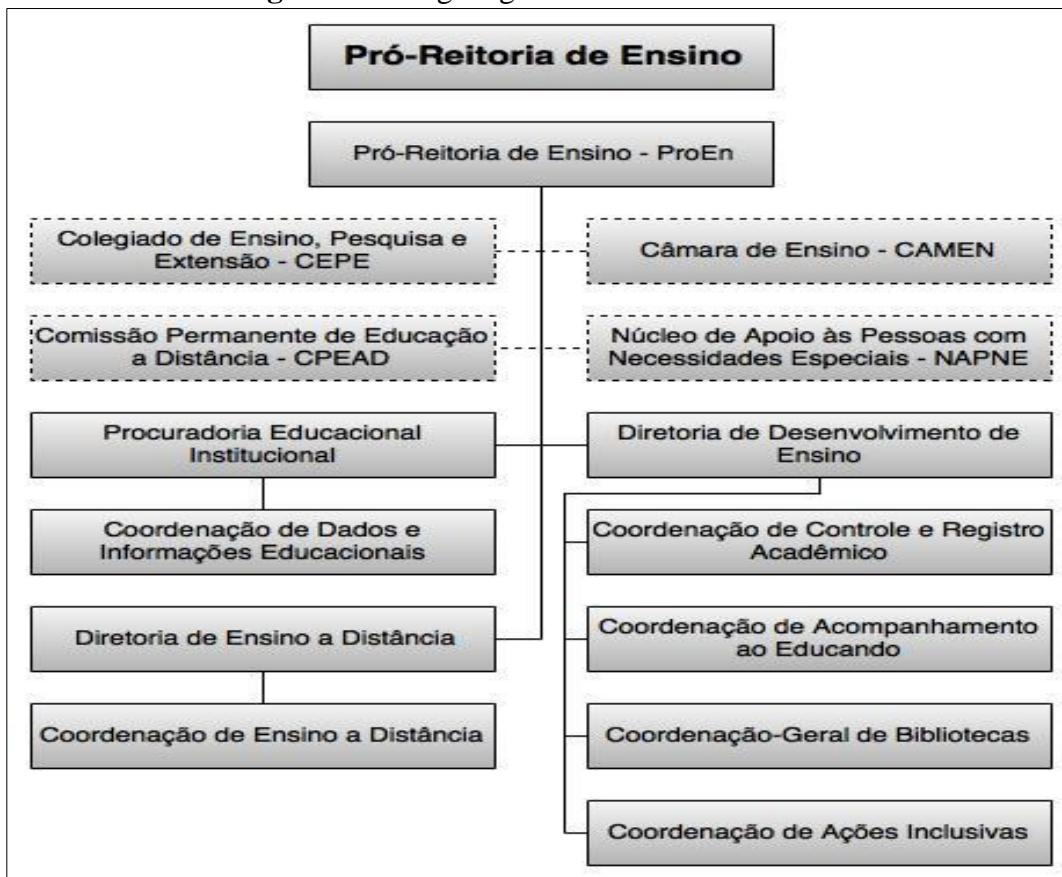 Pró-Reitoria de Ensino
Pró-Reitoria de Ensino - ProEn
Colegiado de Ensino, Pesquisa e
Extensão - CEPE
Câmara de Ensino - CAMEN
Comissão Permanente de Educação
a Distância - CPEAD
Núcleo de Apoio às Pessoas com
Necessidades Especiais - NAPNE
Procuradoria Educacional
Institucional
Diretoria de Desenvolvimento de
Ensino
Coordenação de Dados e
Informações Educacionais
Coordenação de Controle e Registro
Acadêmico
Diretoria de Ensino a Distância
Coordenação de Acompanhamento
ao Educando
Coordenação de Ensino a Distância
Coordenação-Geral de Bibliotecas
Coordenação de Ações Inclusivas